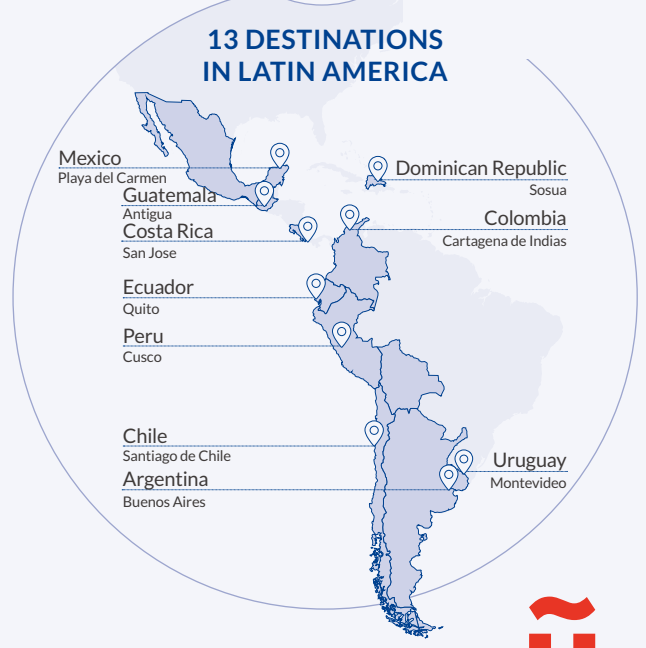 13 DESTINATIONS
IN LATIN AMERICA
Mexico
Playa del Carmen
Guatemala
Antigua
Costa Rica
San Jose
Ecuador
Quito
Peru
Cusco
Chile
Santiago de Chile
Argentina
Buenos Aires
Dominican Republic
Sosua
Colombia
Cartagena de Indias
Uruguay
Montevideo